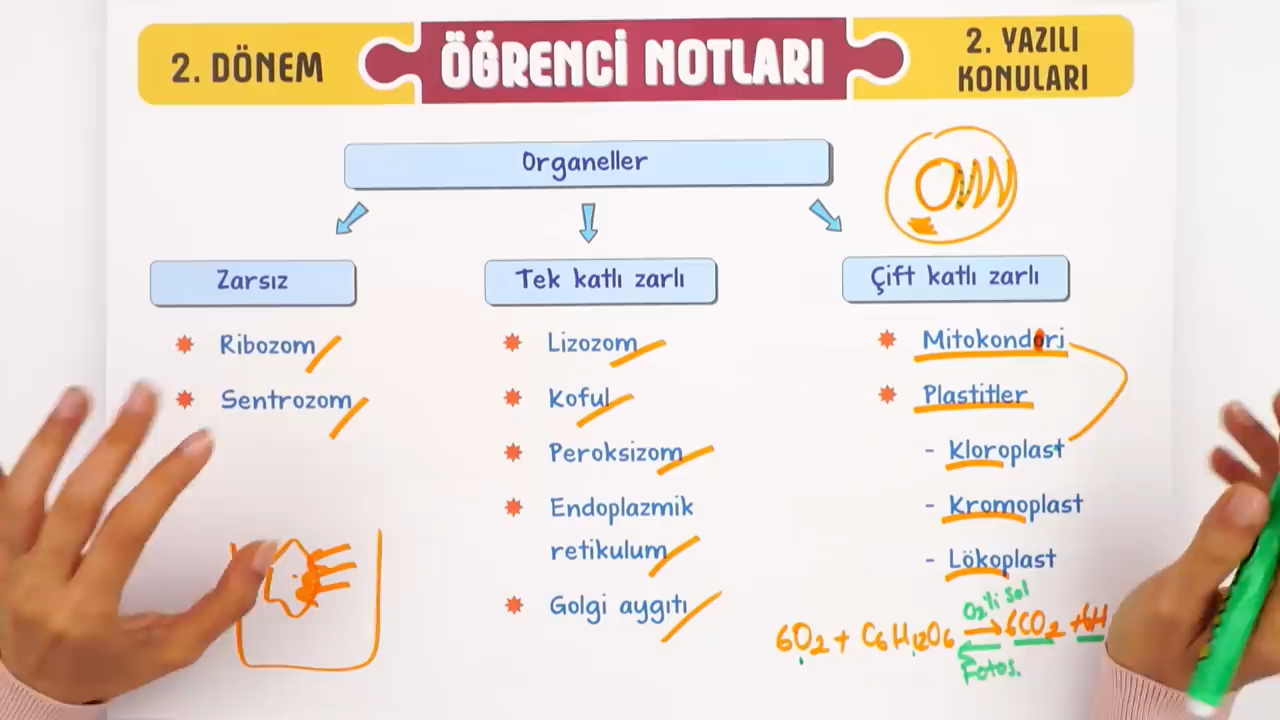 2. DÖNEM
ÖĞRENCİ NOTLARI
2. YAZILI
KONULARI
Organeller
Zarsız
Ribozom
Sentrozom
Tek katlı zarlı
Lizozom
Koful
Peroksizom
Endoplazmik
retikulum
Golgi aygıtı
Çift katlı zarlı
Mitokondri
Plastitler
- Kloroplast
- Kromoplast
- Lökoplast
O2'li sol
6O2 + C6H12O6 → 6CO2 + 6H
Fotos.